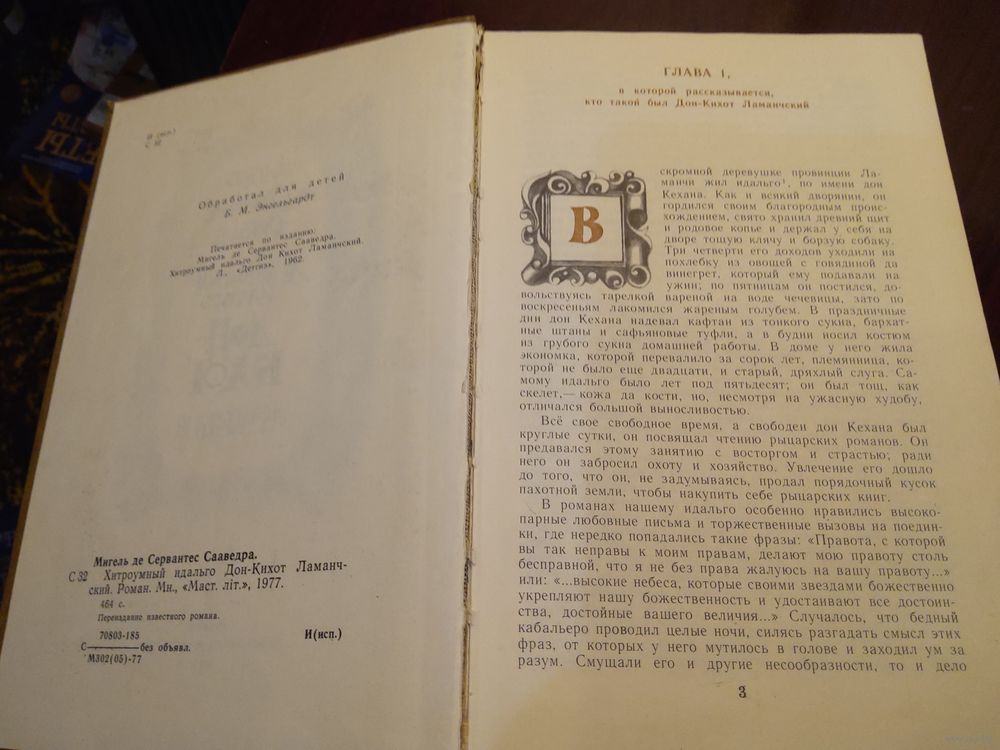 И (исп.)
С 32
Обработал для детей
Б. М. Энгельгардт
Печатается по изданию:
Мигель де Сервантес Сааведра.
Хитроумный идальго Дон Кихот Ламанчский.
Л., «Детгиз», 1962.
Мигель де Сервантес Сааведра.
С 32 Хитроумный идальго Дон-Кихот Ламанч-
ский. Роман. Мн., «Маст. літ.», 1977.
464 с.
Переиздание известного романа.
70803-185
С——— без объявл.
М302(05)-77
И(исп.)
ГЛАВА I,
в которой рассказывается,
кто такой был Дон-Кихот Ламанчский
В скромной деревушке провинции Ла-
манчи жил идальго¹, по имени дон
Кехана. Как и всякий дворянин, он
гордился своим благородным проис-
хождением, свято хранил древний щит
и родовое копье и держал у себя на
дворе тощую клячу и борзую собаку.
Три четверти его доходов уходили на
похлебку из овощей с говядиной да
винегрет, который ему подавали на
ужин; по пятницам он постился, до-
вольствуясь тарелкой вареной на воде чечевицы, зато по
воскресеньям лакомился жареным голубем. В праздничные
дни дон Кехана надевал кафтан из тонкого сукна, бархат-
ные штаны и сафьяновые туфли, а в будни носил костюм
из грубого сукна домашней работы. В доме у него жила
экономка, которой перевалило за сорок лет, племянница, ко-
торой не было еще двадцати, и старый, дряхлый слуга. Са-
мому идальго было лет под пятьдесят; он был тощ, как
скелет,— кожа да кости, но, несмотря на ужасную худобу,
отличался большой выносливостью.
Всё свое свободное время, а свободен дон Кехана был
круглые сутки, он посвящал чтению рыцарских романов. Он
предавался этому занятию с восторгом и страстью; ради
него он забросил охоту и хозяйство. Увлечение его дошло
до того, что он, не задумываясь, продал порядочный кусок
пахотной земли, чтобы накупить себе рыцарских книг.
В романах нашему идальго особенно нравились высоко-
парные любовные письма и торжественные вызовы на поедин-
ки, где нередко попадались такие фразы: «Правота, с которой
вы так неправы к моим правам, делают мою правоту столь
бесправной, что я не без права жалуюсь на вашу правоту...»
или: «...высокие небеса, которые своими звездами божественно
укрепляют нашу божественность и удостаивают все достоин-
ства, достойные вашего величия...» Случалось, что бедный
кабальеро проводил целые ночи, силясь разгадать смысл этих
фраз, от которых у него мутилось в голове и заходил ум за
разум. Смущали его и другие несообразности, то и дело
3